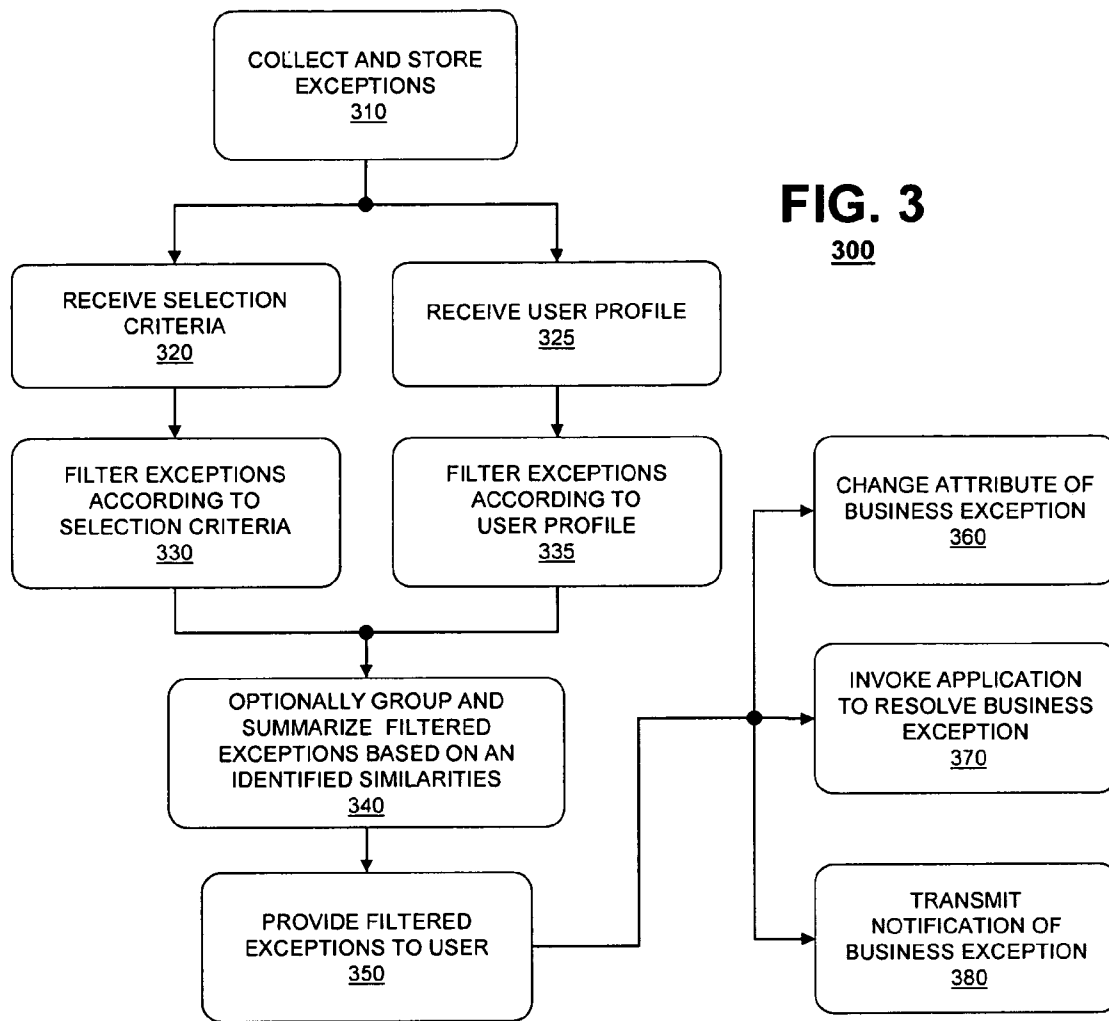 COLLECT AND STORE
EXCEPTIONS
310
FIG. 3
300
RECEIVE SELECTION
CRITERIA
320
RECEIVE USER PROFILE
325
FILTER EXCEPTIONS
ACCORDING TO
SELECTION CRITERIA
330
FILTER EXCEPTIONS
ACCORDING TO
USER PROFILE
335
CHANGE ATTRIBUTE OF
BUSINESS EXCEPTION
360
OPTIONALLY GROUP AND
SUMMARIZE FILTERED
EXCEPTIONS BASED ON AN
IDENTIFIED SIMILARITIES
340
INVOKE APPLICATION
TO RESOLVE BUSINESS
EXCEPTION
370
PROVIDE FILTERED
EXCEPTIONS TO USER
350
TRANSMIT
NOTIFICATION OF
BUSINESS EXCEPTION
380